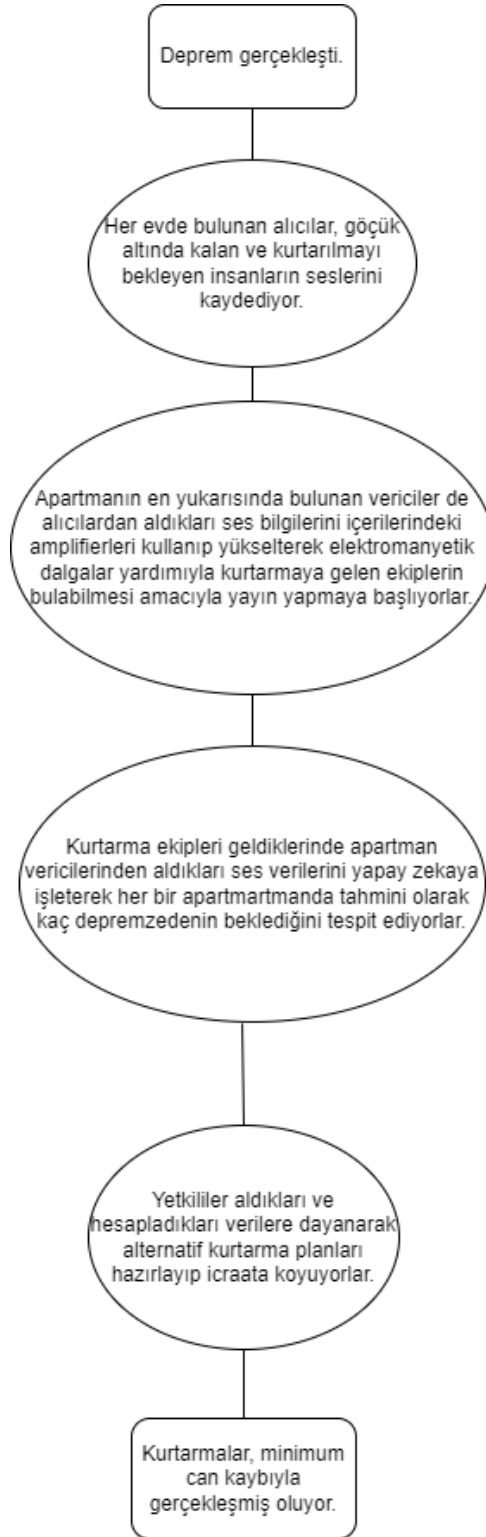 Deprem gerçekleşti.
Her evde bulunan alıcılar, göçük
altında kalan ve kurtarılmayı
bekleyen insanların seslerini
kaydediyor.
Apartmanın en yukarısında bulunan vericiler de
alıcılardan aldıkları ses bilgilerini içerilerindeki
amplifierleri kullanıp yükselterek elektromanyetik
dalgalar yardımıyla kurtarmaya gelen ekiplerin
bulabilmesi amacıyla yayın yapmaya başlıyorlar.
Kurtarma ekipleri geldiklerinde apartman
vericilerinden aldıkları ses verilerini yapay zekaya
işleterek her bir apartmartmanda tahmini olarak
kaç depremzedenin beklediğini tespit ediyorlar.
Yetkililer aldıkları ve
hesapladıkları verilere dayanarak
alternatif kurtarma planları
hazırlayıp icraata koyuyorlar.
Kurtarmalar, minimum
can kaybıyla
gerçekleşmiş oluyor.